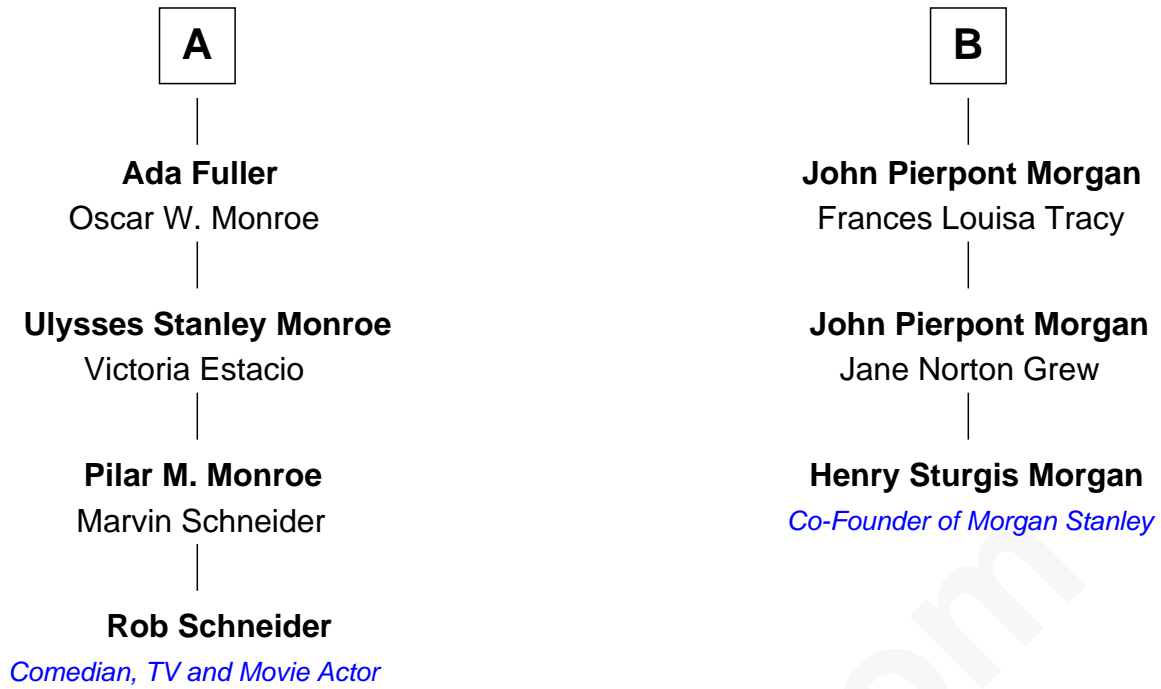 A
Ada Fuller
Oscar W. Monroe
Ulysses Stanley Monroe
Victoria Estacio
Pilar M. Monroe
Marvin Schneider
Rob Schneider
Comedian, TV and Movie Actor
B
John Pierpont Morgan
Frances Louisa Tracy
John Pierpont Morgan
Jane Norton Grew
Henry Sturgis Morgan
Co-Founder of Morgan Stanley
om